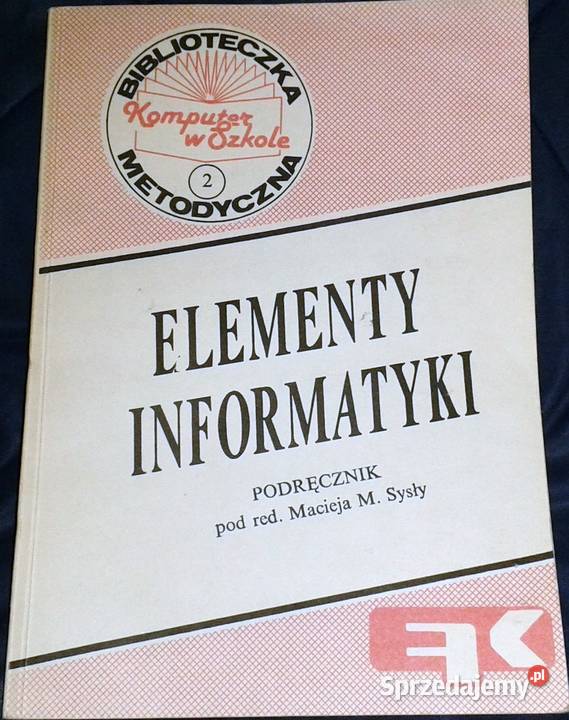 BIBLIOTECZKA
Komputer
w Szkole
METODYCZNA
2
ELEMENTY
INFORMATYKI
PODRĘCZNIK
pod red. Macieja M. Sysły
Sprzedajemy.pl